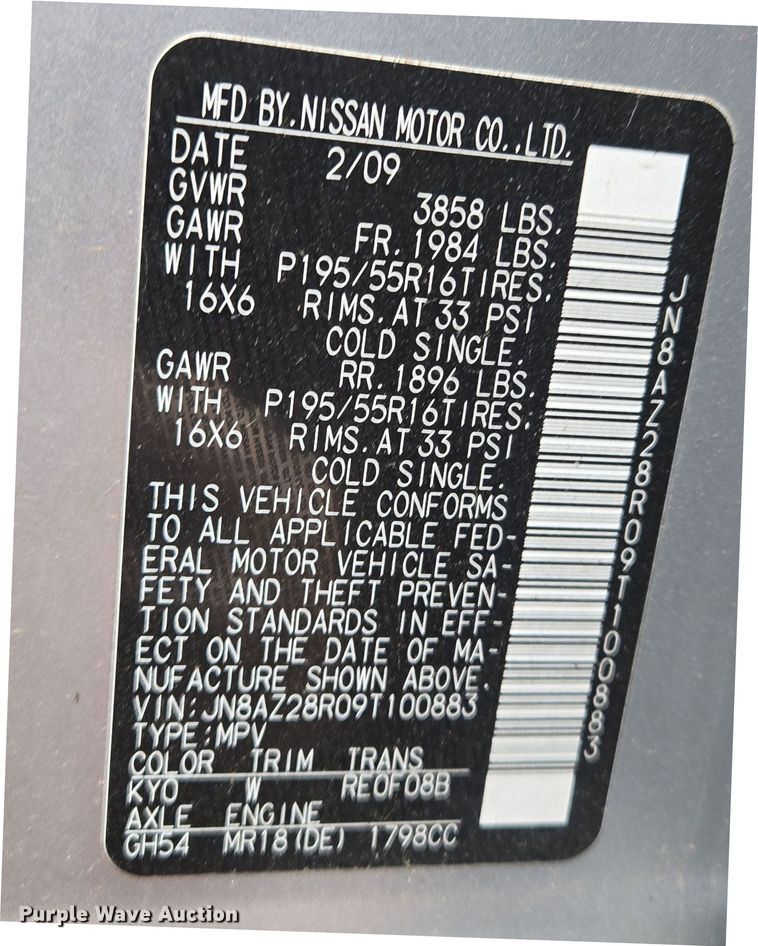 MFD BY.NISSAN MOTOR CO.,LTD.
DATE 2/09
GVWR 3858 LBS.
GAWR FR. 1984 LBS.
WITH P195/55R16TIRES.
16X6 RIMS. AT 33 PSI
COLD SINGLE.
GAWR RR. 1896 LBS.
WITH P195/55R16TIRES.
16X6 RIMS. AT 33 PSI
COLD SINGLE.
THIS VEHICLE CONFORMS
TO ALL APPLICABLE FED-
ERAL MOTOR VEHICLE SA-
FETY AND THEFT PREVEN-
TION STANDARDS IN EFF-
ECT ON THE DATE OF MA-
NUFACTURE SHOWN ABOVE.
VIN:JN8AZ28R09T100883
TYPE:MPV
COLOR TRIM TRANS
KY0 W RE0F08B
AXLE ENGINE
GH54 MR18(DE) 1798CC
JN8AZ28R09T100883
Purple Wave Auction